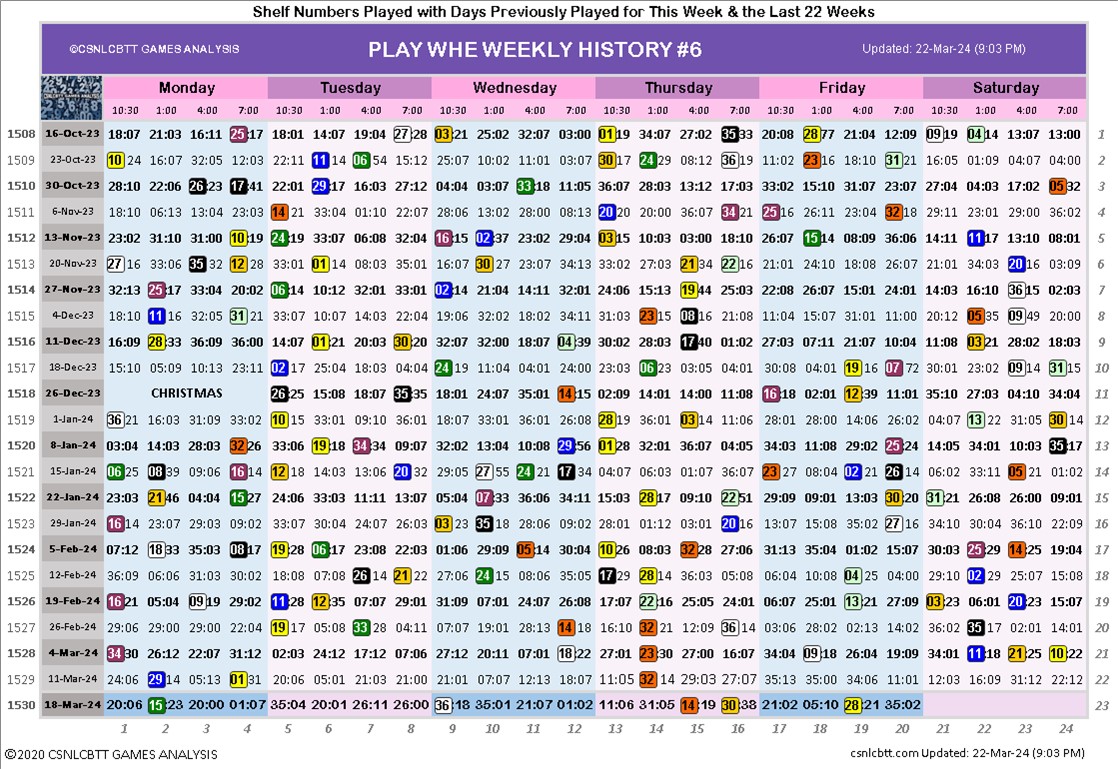 Shelf Numbers Played with Days Previously Played for This Week & the Last 22 Weeks
©CSNLCBTT GAMES ANALYSIS PLAY WHE WEEKLY HISTORY #6 Updated: 22-Mar-24 (9:03 PM)
Monday Tuesday Wednesday Thursday Friday Saturday
10:30 1:00 4:00 7:00 10:30 1:00 4:00 7:00 10:30 1:00 4:00 7:00 10:30 1:00 4:00 7:00 10:30 1:00 4:00 7:00 10:30 1:00 4:00 7:00
1508 16-Oct-23 18:07 21:03 16:11 25:17 18:01 14:07 19:04 27:28 03:21 25:02 32:07 03:00 01:19 34:07 27:02 35:33 20:08 28:77 21:04 12:09 09:19 04:14 13:07 13:00 1
1509 23-Oct-23 10 24 16:07 32:05 12:03 22:11 11 14 06 54 15:12 25:07 10:02 11:01 03:07 30 17 24 29 08:12 36 19 11:02 23 16 18:10 31 21 16:05 01:09 04:07 04:00 2
1510 30-Oct-23 28:10 22:06 26:23 17:41 22:01 29:17 16:03 27:12 04:04 03:07 33:18 11:05 36:07 28:03 13:12 17:03 33:02 15:10 31:07 23:07 27:04 04:03 17:02 05:32 3
1511 6-Nov-23 18:10 06:13 13:04 23:03 14 21 33:04 01:10 22:07 28:06 13:02 28:00 08:13 20 20 20:00 36:07 34 21 25 16 26:11 23:04 32 18 29:11 23:01 29:00 36:02 4
1512 13-Nov-23 23:02 31:10 31:00 10:19 24:19 33:07 06:08 32:04 16:15 02:37 23:02 29:04 03:15 10:03 03:00 18:10 26:07 15:14 08:09 36:06 14:11 11:17 13:10 08:01 5
1513 20-Nov-23 27 16 33:06 35 32 12 28 33:01 01 14 08:03 35:01 16:07 30 27 23:07 34:13 33:02 27:03 21 34 22 16 21:01 24:10 18:08 26:07 21:01 34:03 20 16 03:09 6
1514 27-Nov-23 32:13 25:17 33:04 20:02 06:14 10:12 32:01 33:01 02:14 21:04 14:11 32:01 24:06 15:13 19:44 25:03 22:08 26:07 15:01 24:01 14:03 24:03 36:15 02:03 7
1515 4-Dec-23 18:10 11 16 32:05 31 21 33:07 10:07 14:03 22:04 19:06 32:02 18:04 34:11 33:01 23 15 08 16 21:08 11:04 15:07 31:01 11:00 20:12 05 35 09 49 20:00 8
1516 11-Dec-23 16:09 28:33 36:09 36:00 14:07 01:21 07:03 30:20 32:07 32:00 18:07 04:39 30:02 28:03 17:40 01:02 27:03 07:11 21:07 10:04 11:08 03:21 28:02 18:03 9
1517 18-Dec-23 15:10 05:09 10:13 23:11 02 17 25:04 18:03 04:04 24 19 11:10 04:01 24:00 23:03 06 23 03:05 04:01 08:30 01:04 19 16 07 72 30:01 23:02 09 14 31 15 10
1518 26-Dec-23 CHRISTMAS 26:25 15:08 18:07 35:35 18:01 24:07 31:01 14:15 02:09 14:01 14:00 11:08 16:18 02:01 12:39 11:01 35:10 27:03 04:10 34:04 11
1519 1-Jan-24 36 21 16:03 31:09 33:02 10 15 33:01 09:10 36:01 08:07 33:01 36:01 23:07 28 19 36:01 03 14 11:06 28:01 08:04 14:07 26:02 04:07 13 22 31:05 30 14 12
1520 8-Jan-24 03:04 14:03 28:03 32:26 33:06 19:18 34:34 09:07 32:02 13:04 10:08 29:56 01:28 32:01 36:07 04:05 34:03 11:08 29:02 25:24 14:05 34:01 10:03 35:17 13
1521 15-Jan-24 06 25 08 39 09:06 16 14 12 18 14:03 13:06 20 32 29:05 27 55 24 21 17 34 04:07 06:03 01:01 36:07 23 27 08:04 02 21 26 14 06:02 33:11 05 21 01:02 14
1522 22-Jan-24 23:03 21:46 04:04 15:27 24:06 33:03 11:11 13:07 05:04 07:33 36:06 34:11 15:03 28:17 09:10 22:51 29:09 09:01 13:07 30:20 31:21 26:08 26:00 09:01 15
1523 29-Jan-24 16 14 23:07 29:03 09:02 33:07 30:04 24:07 26:03 03 23 35 18 28:06 09:02 28:01 01:12 03:01 20 16 13:07 15:08 35:02 27 16 34:10 30:04 36:10 22:09 16
1524 5-Feb-24 07:12 18:33 35:03 08:17 19:28 06:17 23:08 22:03 01:06 29:09 05:14 30:04 10:26 08:03 32:25 27:06 31:13 35:04 01:02 15:07 30:03 25:29 14:25 19:04 17
1525 12-Feb-24 36:09 06:06 31:03 30:02 18:08 07:08 26 14 21 22 27:06 24 15 08:06 35:05 17 29 28 14 36:03 05:08 06:04 10:08 04 25 04:00 29:10 02 29 25:07 15:08 18
1526 19-Feb-24 16:21 05:04 09:19 29:02 11:28 12:35 07:07 29:01 31:09 07:01 24:07 26:08 17:07 22:16 25:05 24:01 06:07 25:01 13:21 27:09 03:23 06:01 20:23 15:07 19
1527 26-Feb-24 29:06 29:00 29:00 22:04 19 17 05:08 33 28 04:11 07:07 19:01 28:13 14 18 16:10 32 21 12:09 36 14 03:06 28:02 02:13 14:02 36:02 35 22 17:02 02:01 20
1528 4-Mar-24 34 30 26:12 22:07 31:12 02:03 24:12 17:12 07:06 27:12 20:11 07:01 18:22 27:01 23:30 27:00 16:07 34:04 09:18 26:04 19:09 34:01 11:18 21:25 10:22 21
1529 11-Mar-24 24:06 29 14 05:13 01 31 20:06 05:01 21:03 21:00 21:01 07:07 12:13 18:07 11:05 32 14 29:03 27:07 35:13 35:00 34:06 11:01 12:03 16:09 31:12 22:12 22
1530 18-Mar-24 20:06 15:23 20:00 01:07 35:04 20:01 26:11 26:00 36:18 35:01 21:07 01:02 11:06 31:05 14:19 30:38 21:02 05:10 28:21 35:02 23
1 2 3 4 5 6 7 8 9 10 11 12 13 14 15 16 17 18 19 20 21 22 23 24
©2020 CSNLCBTT GAMES ANALYSIS csnlcbtt.com Updated: 22-Mar-24 (9:03 PM)